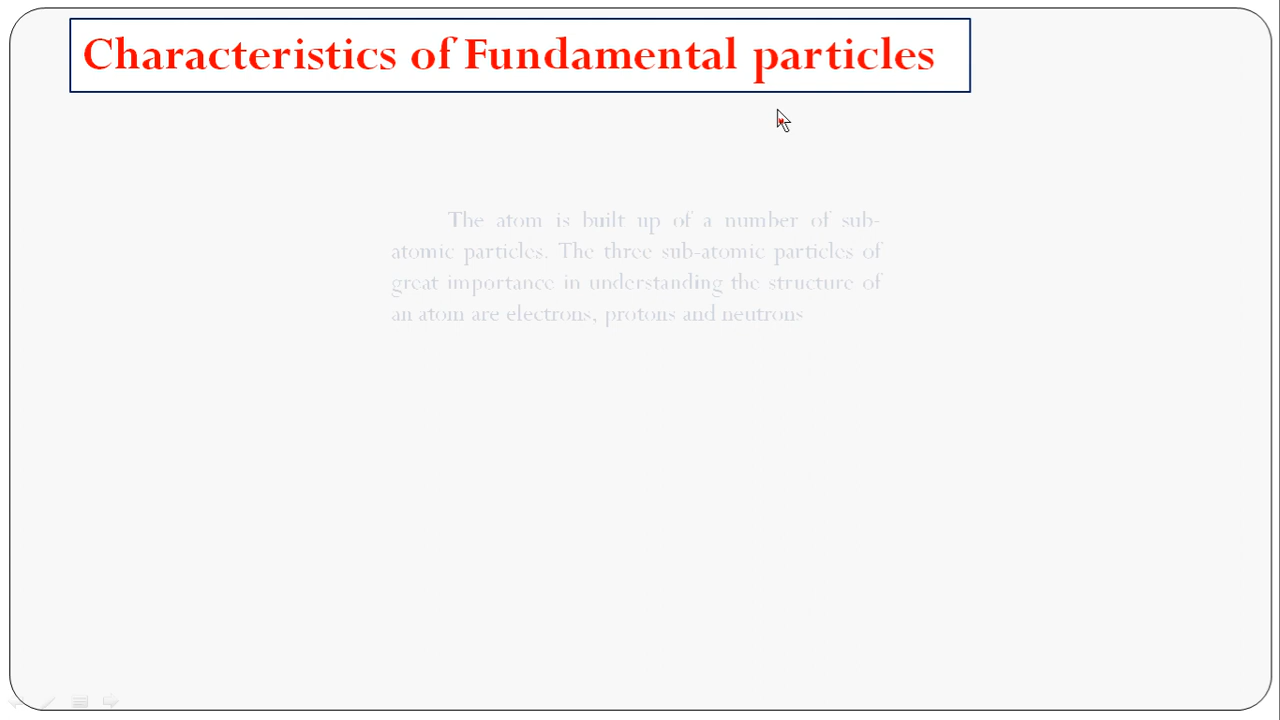 Characteristics of Fundamental particles
The atom is built up of a number of sub-
atomic particles. The three sub-atomic particles of
great importance in understanding the structure of
an atom are electrons, protons and neutrons